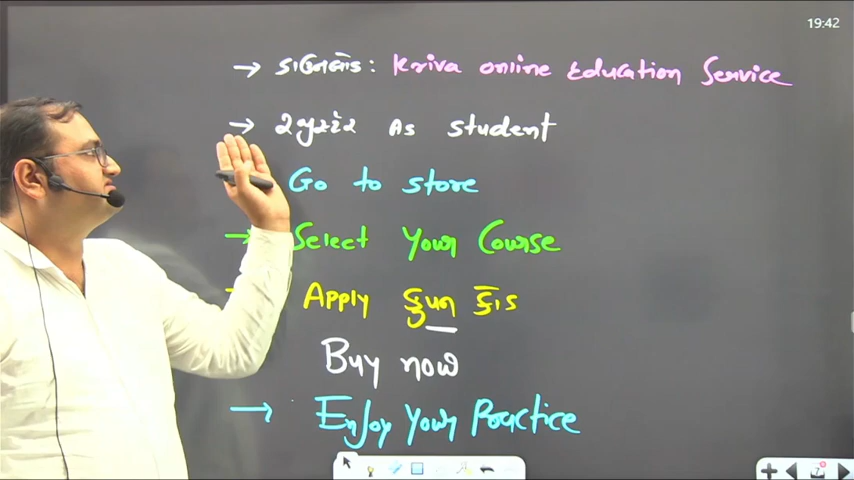 19:42
→ ડાઉનલોડ: Kriva online Education Service
→ રજીસ્ટર As student
Go to store
→ Select Your Course
Apply કુપન કોડ
Buy now
→ Enjoy Your Practice